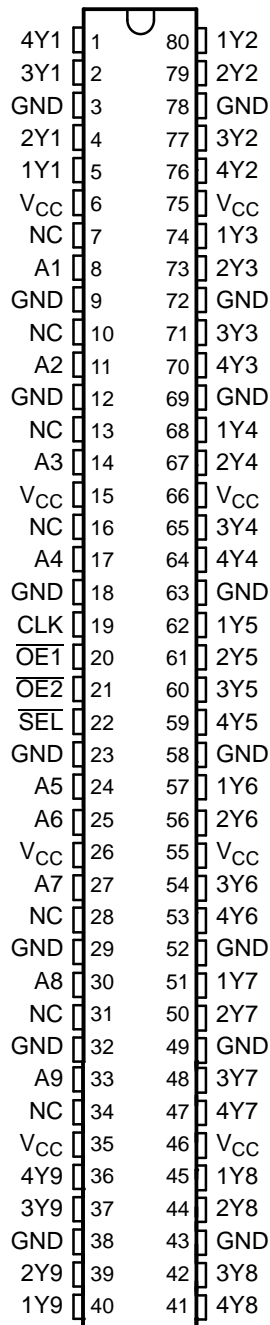 4Y1 1 80 1Y2
3Y1 2 79 2Y2
GND 3 78 GND
2Y1 4 77 3Y2
1Y1 5 76 4Y2
VCC 6 75 VCC
NC 7 74 1Y3
A1 8 73 2Y3
GND 9 72 GND
NC 10 71 3Y3
A2 11 70 4Y3
GND 12 69 GND
NC 13 68 1Y4
A3 14 67 2Y4
VCC 15 66 VCC
NC 16 65 3Y4
A4 17 64 4Y4
GND 18 63 GND
CLK 19 62 1Y5
O̅E̅1̅ 20 61 2Y5
O̅E̅2̅ 21 60 3Y5
S̅E̅L̅ 22 59 4Y5
GND 23 58 GND
A5 24 57 1Y6
A6 25 56 2Y6
VCC 26 55 VCC
A7 27 54 3Y6
NC 28 53 4Y6
GND 29 52 GND
A8 30 51 1Y7
NC 31 50 2Y7
GND 32 49 GND
A9 33 48 3Y7
NC 34 47 4Y7
VCC 35 46 VCC
4Y9 36 45 1Y8
3Y9 37 44 2Y8
GND 38 43 GND
2Y9 39 42 3Y8
1Y9 40 41 4Y8